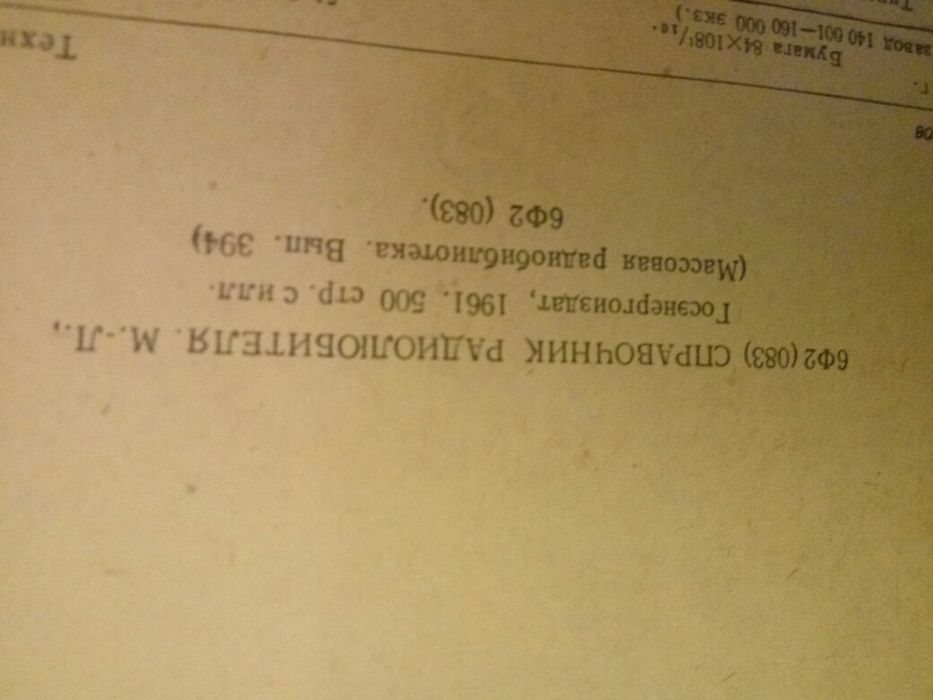 6Ф2 (083) СПРАВОЧНИК РАДИОЛЮБИТЕЛЯ. М.-Л.,
Госэнергоиздат, 1961. 500 стр. с илл.
(Массовая радиобиблиотека. Вып. 394)
6Ф2 (083).
08
г.
Техн
Бумага 84×108¹/₁₆.
завод 140 001—160 000 экз.).